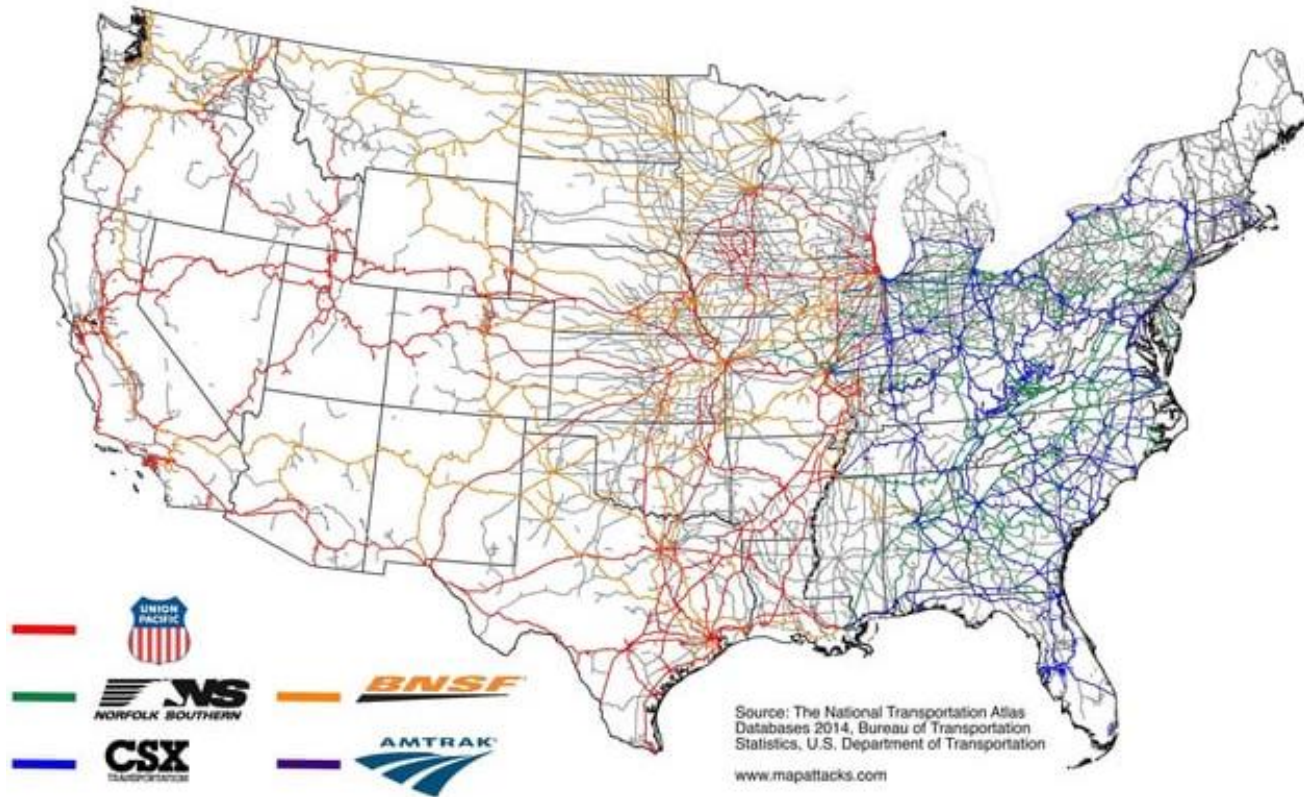 UNION
PACIFIC
NS
NORFOLK SOUTHERN
BNSF
CSX
TRANSPORTATION
AMTRAK
Source: The National Transportation Atlas
Databases 2014, Bureau of Transportation
Statistics, U.S. Department of Transportation
www.mapattacks.com